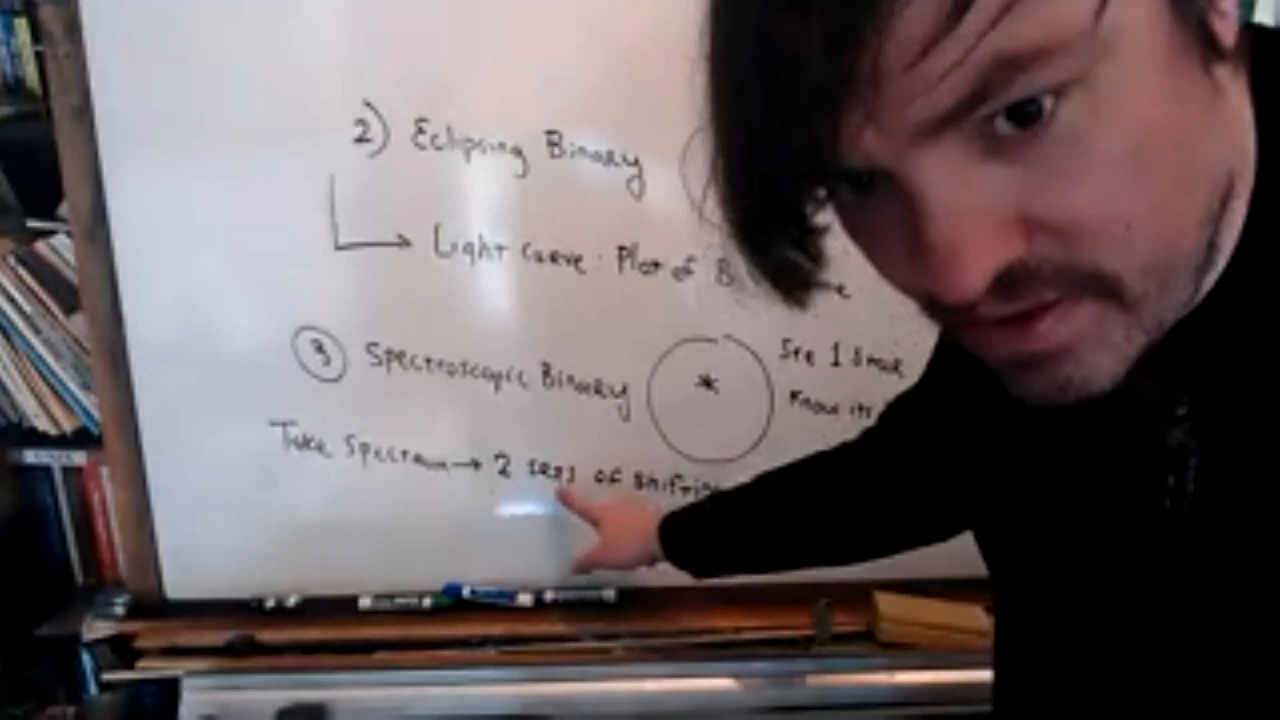 2) Eclipsing Binary
Light Curve: Plot of B
3 Spectroscopic Binary
See 1 Star
Know its
Take Spectrum → 2 sets of shifting